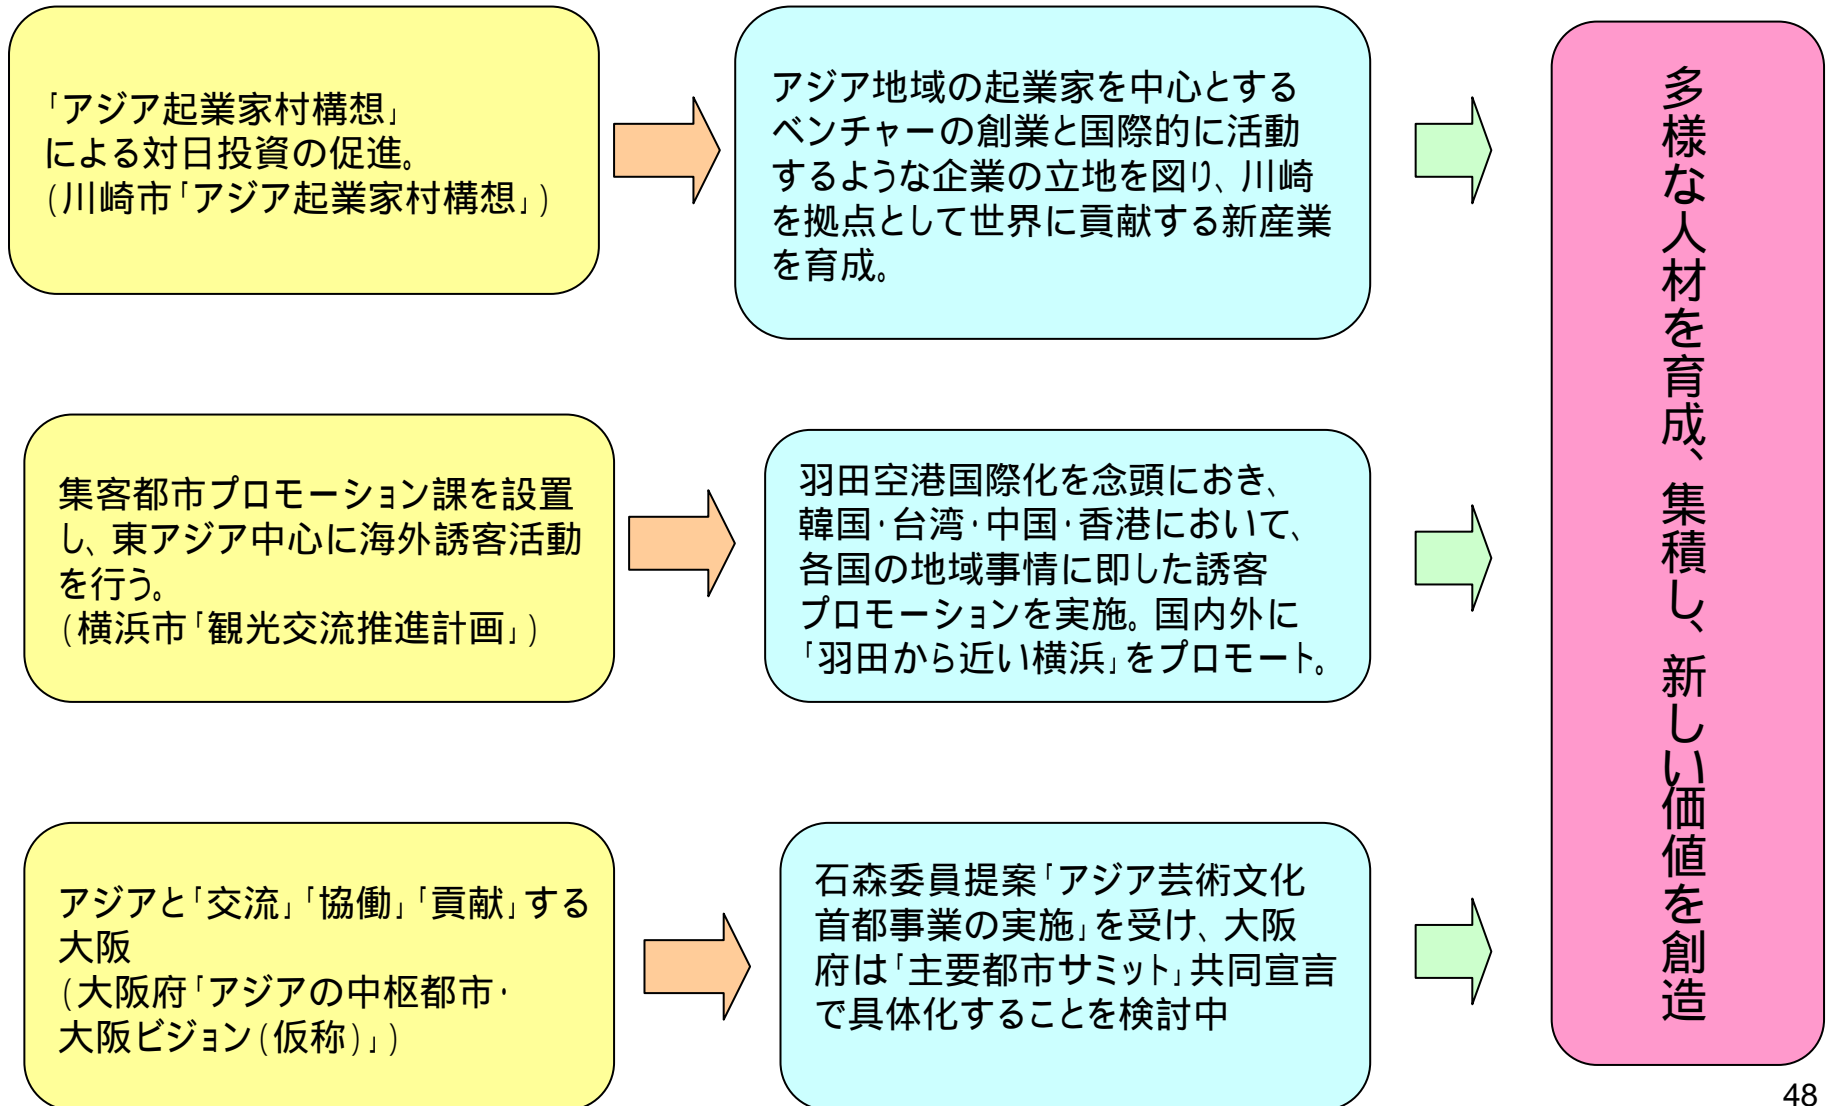 「アジア起業家村構想」
による対日投資の促進。
(川崎市「アジア起業家村構想」)
アジア地域の起業家を中心とする
ベンチャーの創業と国際的に活動
するような企業の立地を図り、川崎
を拠点として世界に貢献する新産業
を育成。
集客都市プロモーション課を設置
し、東アジア中心に海外誘客活動
を行う。
(横浜市「観光交流推進計画」)
羽田空港国際化を念頭におき、
韓国・台湾・中国・香港において、
各国の地域事情に即した誘客
プロモーションを実施。国内外に
「羽田から近い横浜」をプロモート。
アジアと「交流」「協働」「貢献」する
大阪
(大阪府「アジアの中枢都市・
大阪ビジョン(仮称)」)
石森委員提案「アジア芸術文化
首都事業の実施」を受け、大阪
府は「主要都市サミット」共同宣言
で具体化することを検討中
多様な人材を育成、集積し、新しい価値を創造
48